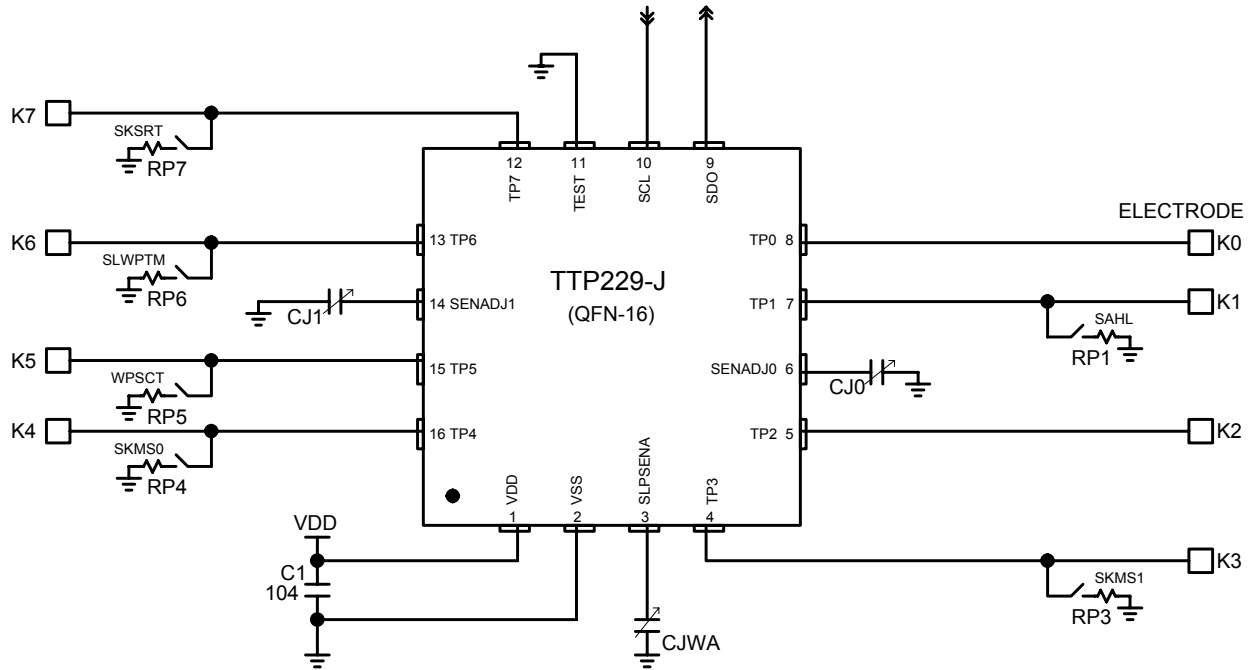 K7
SKSRT
RP7
12
11
10
9
TP7
TEST
SCL
SDO
ELECTRODE
K6
13 TP6
TP0 8
K0
SLWPTM
RP6
TTP229-J
(QFN-16)
CJ1
14 SENADJ1
TP1 7
K1
SAHL
RP1
K5
15 TP5
SENADJ0 6
CJ0
WPSCT
RP5
K4
16 TP4
TP2 5
K2
SKMS0
RP4
VDD
VSS
SLPSENA
TP3
1
2
3
4
VDD
C1
104
K3
SKMS1
RP3
CJWA